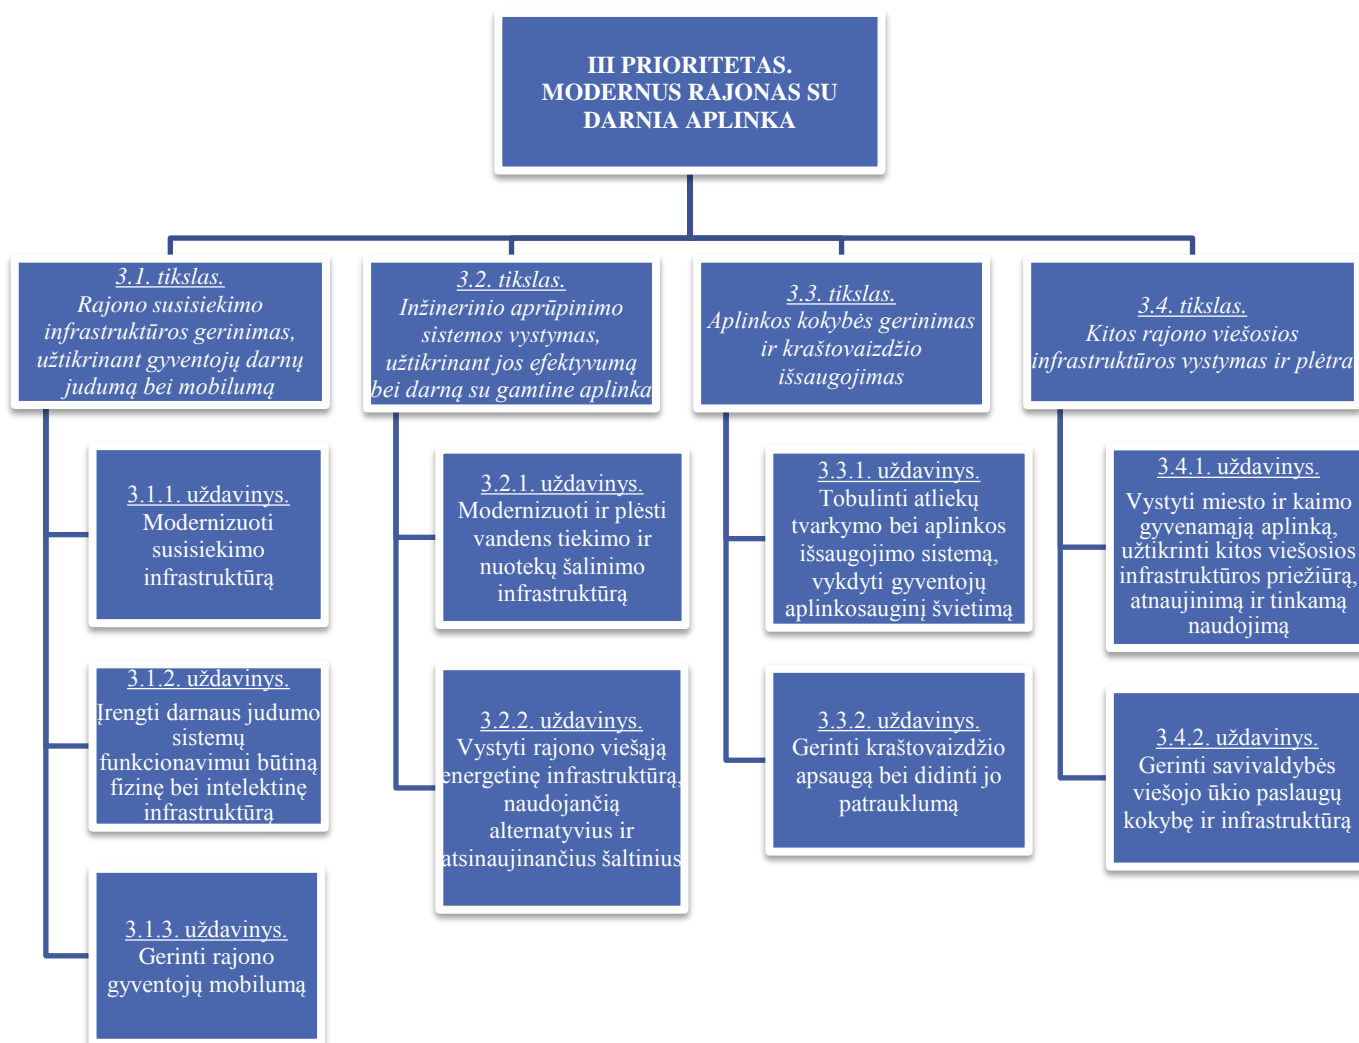 III PRIORITETAS.
MODERNUS RAJONAS SU
DARNIA APLINKA
3.1. tikslas.
Rajono susisiekimo
infrastruktūros gerinimas,
užtikrinant gyventojų darnų
judumą bei mobilumą
3.1.1. uždavinys.
Modernizuoti
susisiekimo
infrastruktūrą
3.1.2. uždavinys.
Įrengti darnaus judumo
sistemų
funkcionavimui būtiną
fizinę bei intelektinę
infrastruktūrą
3.1.3. uždavinys.
Gerinti rajono
gyventojų mobilumą
3.2. tikslas.
Inžinerinio aprūpinimo
sistemos vystymas,
užtikrinant jos efektyvumą
bei darną su gamtine aplinka
3.2.1. uždavinys.
Modernizuoti ir plėsti
vandens tiekimo ir
nuotekų šalinimo
infrastruktūrą
3.2.2. uždavinys.
Vystyti rajono viešąją
energetinę infrastruktūrą,
naudojančią
alternatyvius ir
atsinaujinančius šaltinius
3.3. tikslas.
Aplinkos kokybės gerinimas
ir kraštovaizdžio
išsaugojimas
3.3.1. uždavinys.
Tobulinti atliekų
tvarkymo bei aplinkos
išsaugojimo sistemą,
vykdyti gyventojų
aplinkosauginį švietimą
3.3.2. uždavinys.
Gerinti kraštovaizdžio
apsaugą bei didinti jo
patrauklumą
3.4. tikslas.
Kitos rajono viešosios
infrastruktūros vystymas ir plėtra
3.4.1. uždavinys.
Vystyti miesto ir kaimo
gyvenamąją aplinką,
užtikrinti kitos viešosios
infrastruktūros priežiūrą,
atnaujinimą ir tinkamą
naudojimą
3.4.2. uždavinys.
Gerinti savivaldybės
viešojo ūkio paslaugų
kokybę ir infrastruktūrą